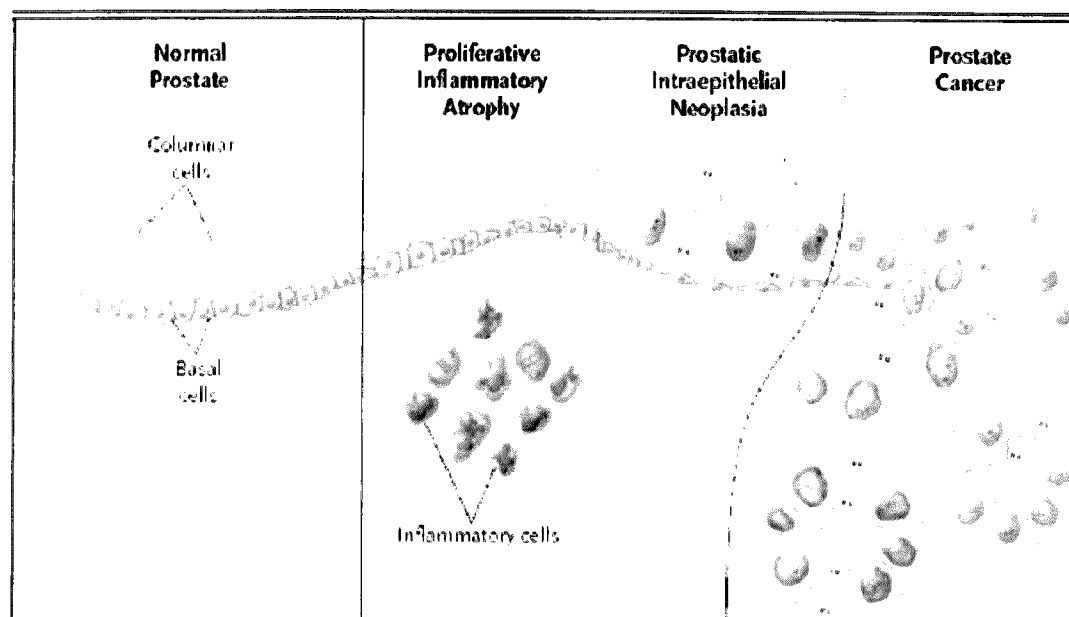 Normal
Prostate
Proliferative
Inflammatory
Atrophy
Prostatic
Intraepithelial
Neoplasia
Prostate
Cancer
Columnar
cells
Basal
cells
Inflammatory cells